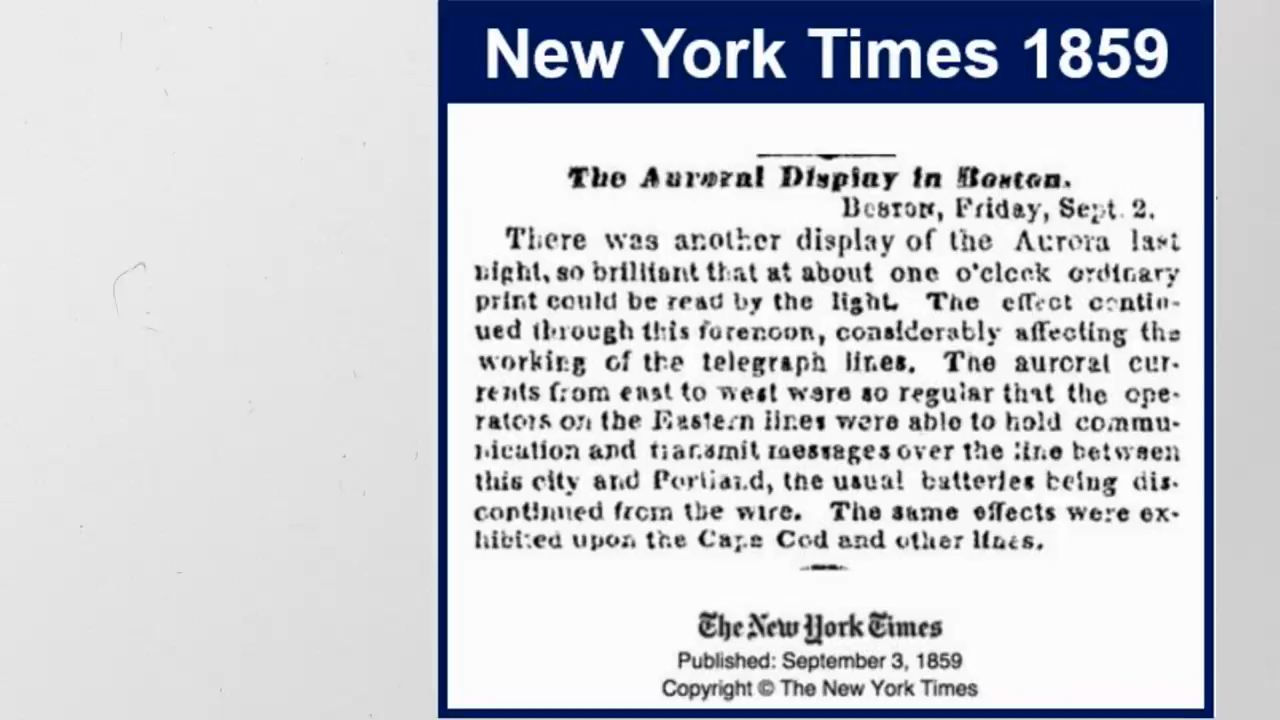 New York Times 1859
The Auroral Display in Boston.
Boston, Friday, Sept. 2.
There was another display of the Aurora last
night, so brilliant that at about one o'clock ordinary
print could be read by the light. The effect contin-
ued through this forenoon, considerably affecting the
working of the telegraph lines. The auroral cur-
rents from east to west were so regular that the ope-
rators on the Eastern lines were able to hold commu-
nication and transmit messages over the line between
this city and Portland, the usual batteries being dis-
continued from the wire. The same effects were ex-
hibited upon the Cape Cod and other lines.
The New York Times
Published: September 3, 1859
Copyright © The New York Times